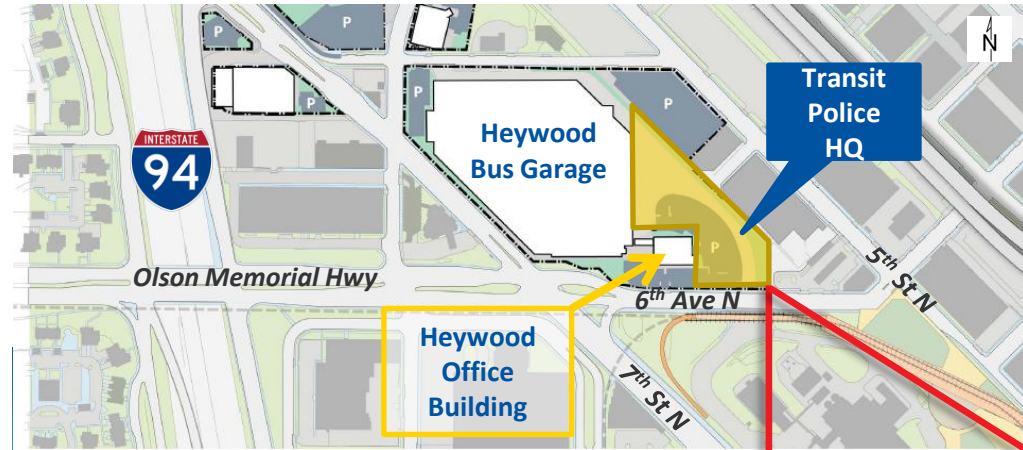 P
P
P
P
N
Transit
Police
HQ
INTERSTATE
94
Heywood
Bus Garage
P
Olson Memorial Hwy
6th Ave N
5th St N
Heywood
Office
Building
7th St N